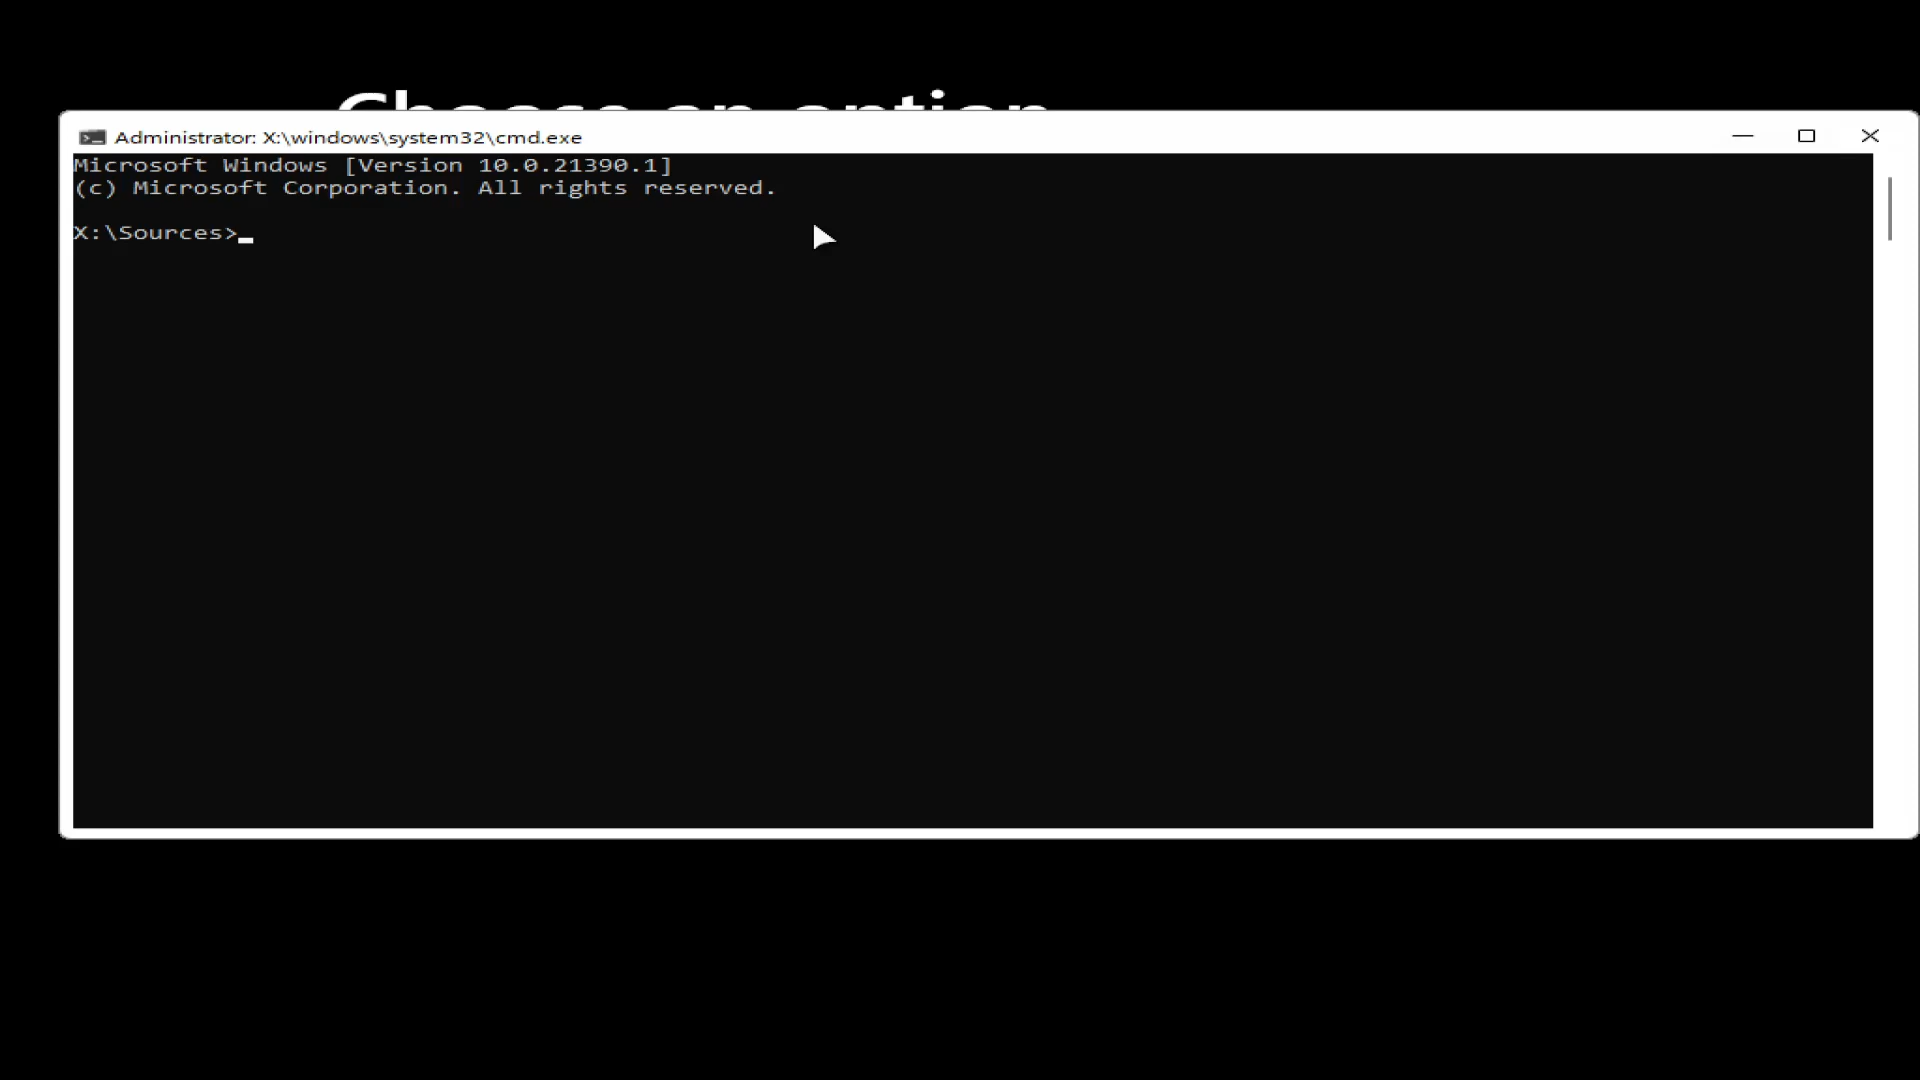 Choose an option
Administrator: X:\windows\system32\cmd.exe
Microsoft Windows [Version 10.0.21390.1]
(c) Microsoft Corporation. All rights reserved.
X:\Sources>